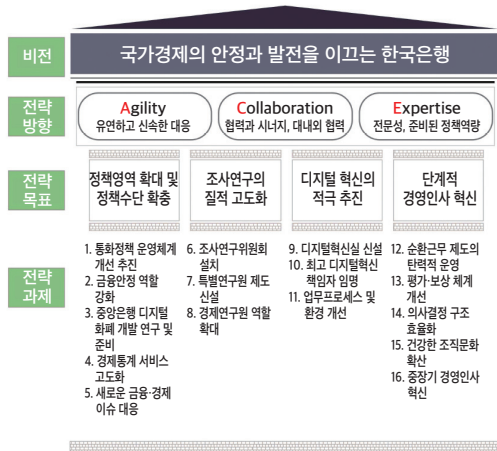 비전
국가경제의 안정과 발전을 이끄는 한국은행
전략
방향
Agility
유연하고 신속한 대응
Collaboration
협력과 시너지, 대내외 협력
Expertise
전문성, 준비된 정책역량
전략
목표
정책영역 확대 및
정책수단 확충
조사연구의
질적 고도화
디지털 혁신의
적극 추진
단계적
경영인사 혁신
전략
과제
1. 통화정책 운영체계
개선 추진
2. 금융안정 역할
강화
3. 중앙은행 디지털
화폐 개발 연구 및
준비
4. 경제통계 서비스
고도화
5. 새로운 금융·경제
이슈 대응
6. 조사연구위원회
설치
7. 특별연구원 제도
신설
8. 경제연구원 역할
확대
9. 디지털혁신실 신설
10. 최고 디지털혁신
책임자 임명
11. 업무프로세스 및
환경 개선
12. 순환근무 제도의
탄력적 운영
13. 평가·보상 체계
개선
14. 의사결정 구조
효율화
15. 건강한 조직문화
확산
16. 중장기 경영인사
혁신